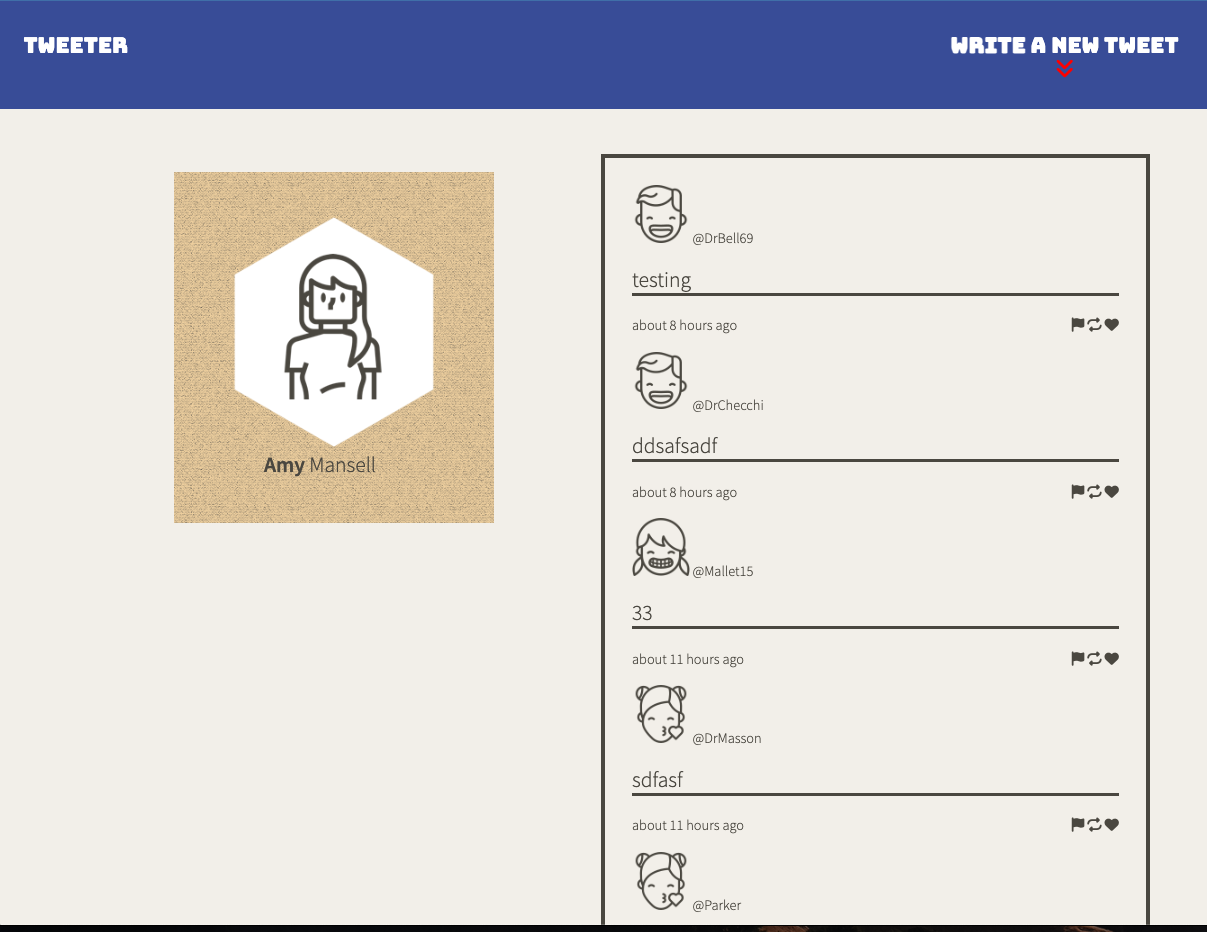 TWEETER
WRITE A NEW TWEET
Amy Mansell
@DrBell69
testing
about 8 hours ago
@DrChecchi
ddsafsadf
about 8 hours ago
@Mallet15
33
about 11 hours ago
@DrMasson
sdfasf
about 11 hours ago
@Parker